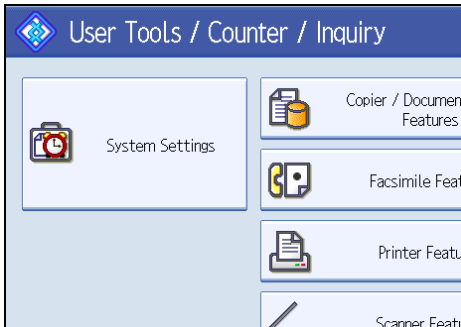 User Tools / Counter / Inquiry
System Settings
Copier / Documen
Features
Facsimile Feat
Printer Featu
Scanner Featu